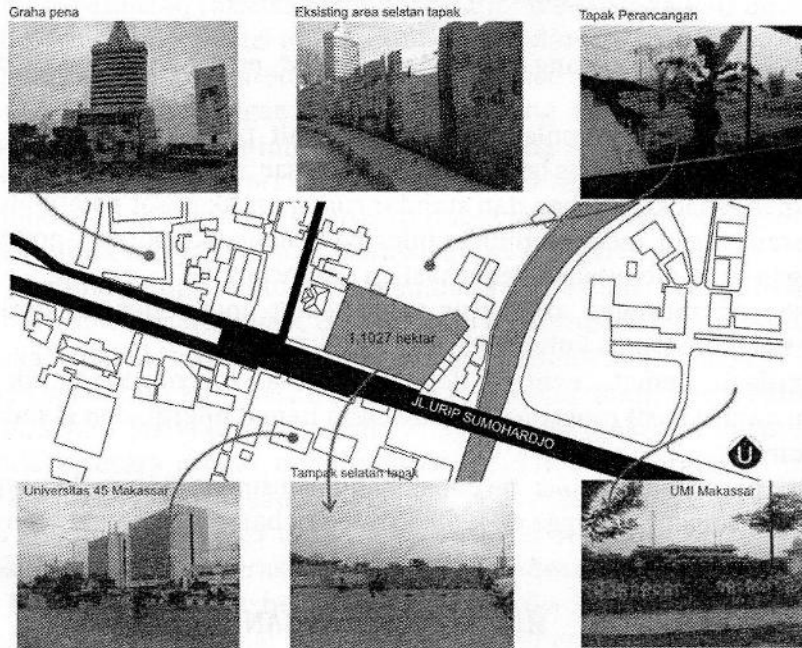 Graha pena
Eksisting area selatan tapak
Tapak Perancangan
1.1027 hektar
JL.URIP SUMOHARDJO
U
Universitas 45 Makassar
Tampak selatan tapak
UMI Makassar